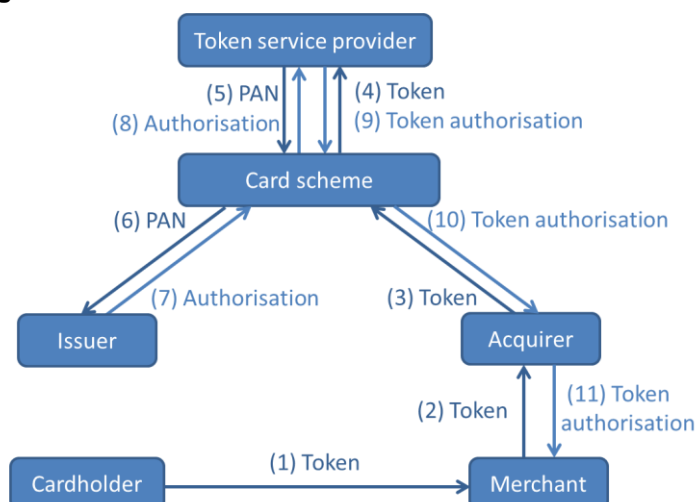 Token service provider
(5) PAN
(4) Token
(8) Authorisation
(9) Token authorisation
Card scheme
(6) PAN
(10) Token authorisation
(7) Authorisation
(3) Token
Issuer
Acquirer
(2) Token
(11) Token
authorisation
(1) Token
Cardholder
Merchant